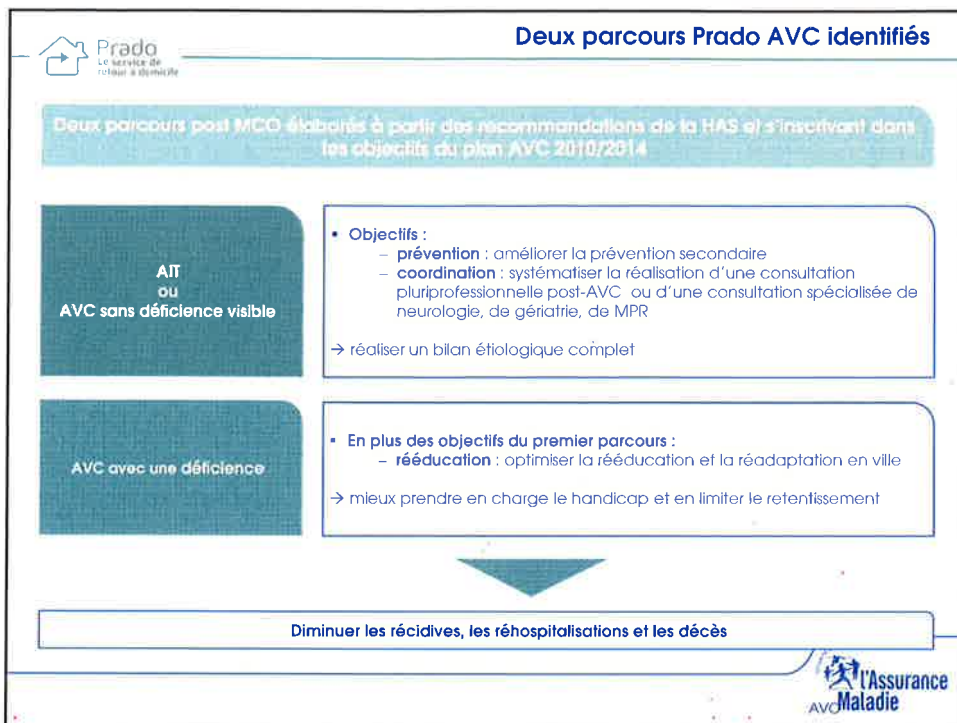 Deux parcours Prado AVC identifiés
Prado
Le service de
retour à domicile
Deux parcours post MCO élaborés à partir des recommandations de la HAS et s'inscrivant dans
les objectifs du plan AVC 2010/2014
AIT
ou
AVC sans déficience visible
• Objectifs :
– prévention : améliorer la prévention secondaire
– coordination : systématiser la réalisation d'une consultation
pluriprofessionnelle post-AVC ou d'une consultation spécialisée de
neurologie, de gériatrie, de MPR
→ réaliser un bilan étiologique complet
AVC avec une déficience
• En plus des objectifs du premier parcours :
– rééducation : optimiser la rééducation et la réadaptation en ville
→ mieux prendre en charge le handicap et en limiter le retentissement
Diminuer les récidives, les réhospitalisations et les décès
l'Assurance
AVC Maladie